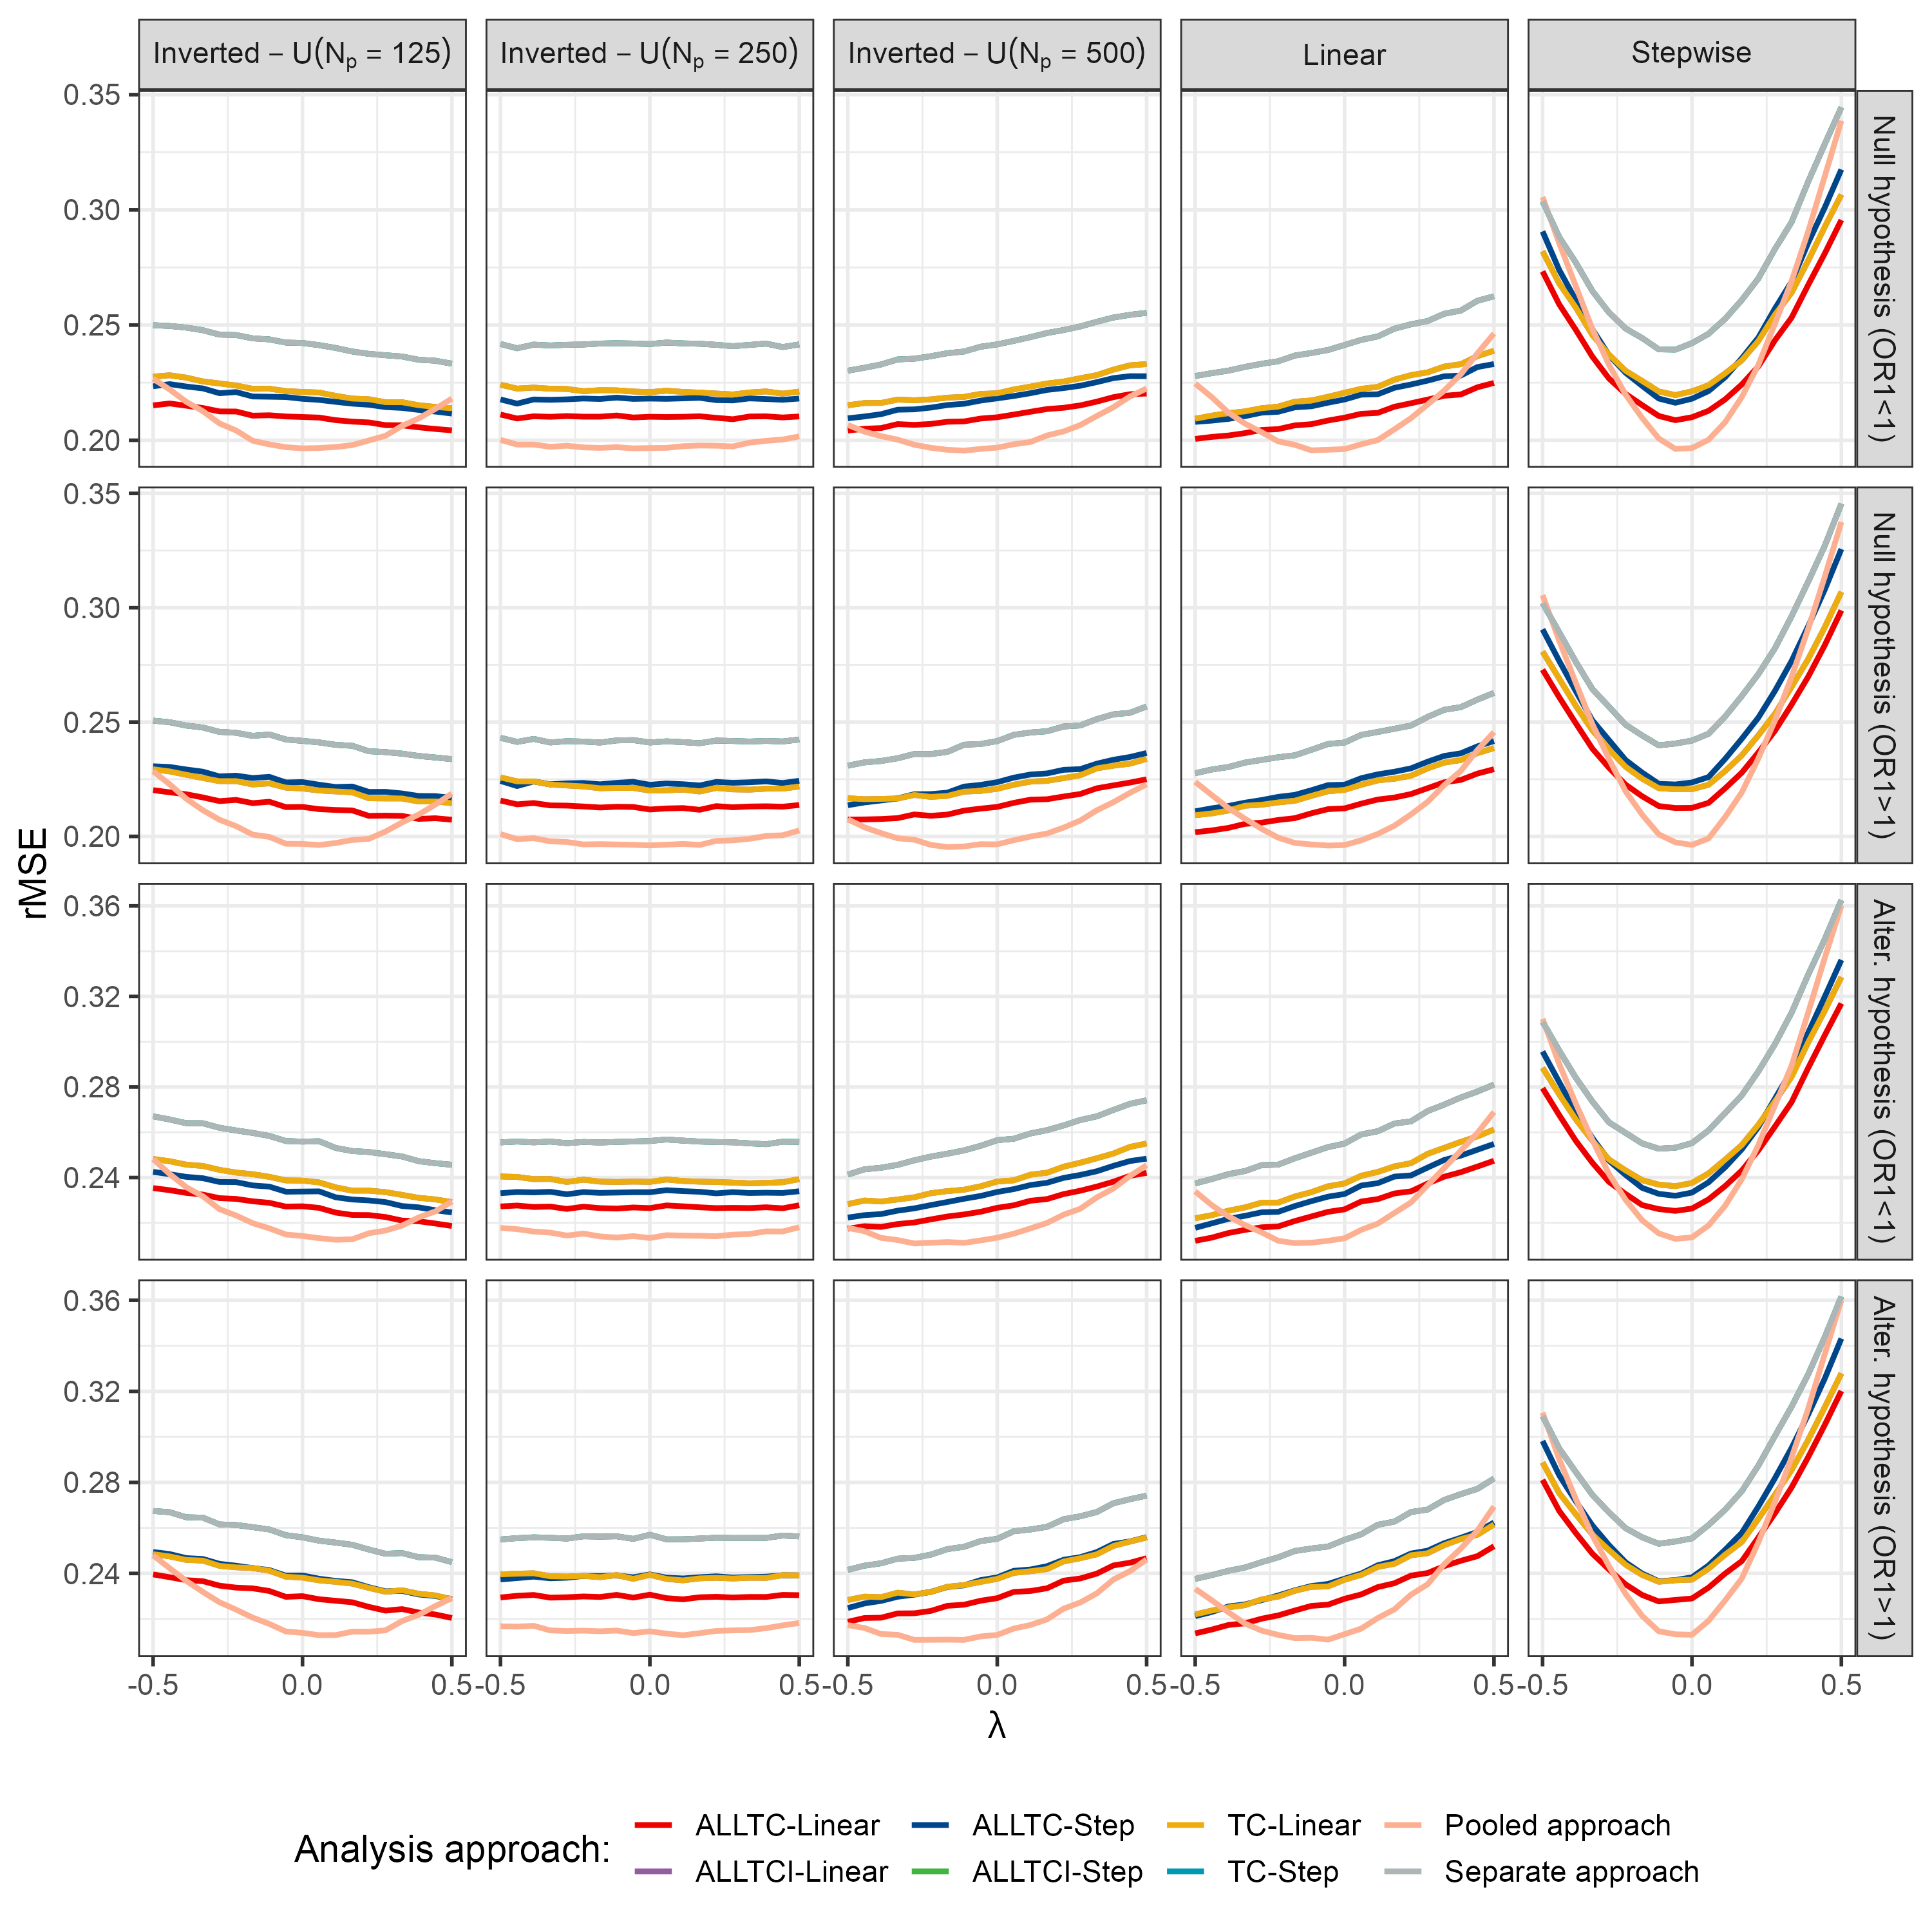 Inverted − U(Np = 125) Inverted − U(Np = 250) Inverted − U(Np = 500) Linear Stepwise
0.35
0.30
0.25
0.20
Null hypothesis (OR1<1)
0.35
0.30
0.25
0.20
Null hypothesis (OR1>1)
rMSE
0.36
0.32
0.28
0.24
Alter. hypothesis (OR1<1)
0.36
0.32
0.28
0.24
Alter. hypothesis (OR1>1)
-0.5 0.0 0.5 -0.5 0.0 0.5 -0.5 0.0 0.5 -0.5 0.0 0.5 -0.5 0.0 0.5
λ
Analysis approach:
ALLTC-Linear ALLTC-Step TC-Linear Pooled approach
ALLTCI-Linear ALLTCI-Step TC-Step Separate approach